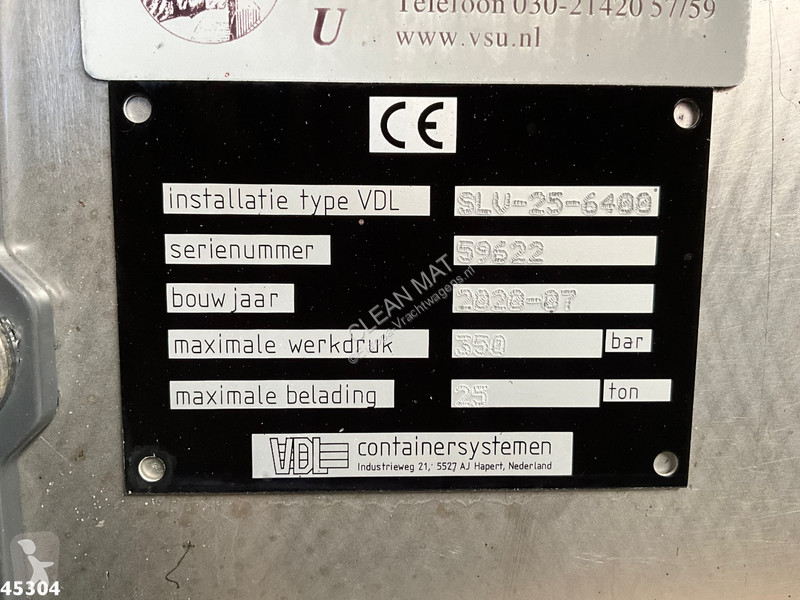 Telefoon 030-21420 57/59
U
www.vsu.nl
CE
installatie type VDL SLU-25-6400
serienummer 59622
bouwjaar 2020-07
maximale werkdruk 350 bar
maximale belading 25 ton
VDL containersystemen
Industrieweg 21, 5527 AJ Hapert, Nederland
CLEAN MAT
Vrachtwagens.nl
45304